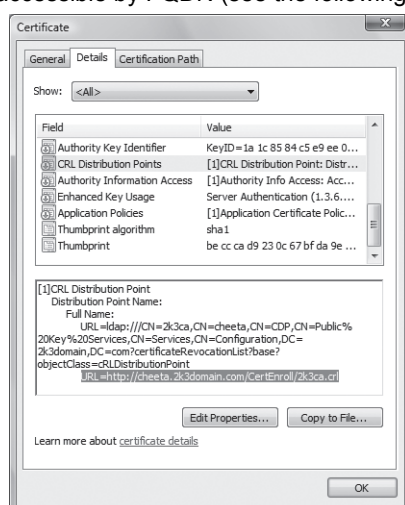 Certificate
General Details Certification Path
Show: <All>
Field Value
Authority Key Identifier KeyID=1a 1c 85 84 c5 e9 ee 0...
CRL Distribution Points [1]CRL Distribution Point: Distr...
Authority Information Access [1]Authority Info Access: Acc...
Enhanced Key Usage Server Authentication (1.3.6....
Application Policies [1]Application Certificate Polic...
Thumbprint algorithm sha1
Thumbprint be cc ca d9 23 0c 67 bf da 9e ...
[1]CRL Distribution Point
Distribution Point Name:
Full Name:
URL=ldap:///CN=2k3ca,CN=cheeta,CN=CDP,CN=Public%
20Key%20Services,CN=Services,CN=Configuration,DC=
2k3domain,DC=com?certificateRevocationList?base?
objectClass=cRLDistributionPoint
URL=http://cheeta.2k3domain.com/CertEnroll/2k3ca.crl
Edit Properties... Copy to File...
Learn more about certificate details
OK